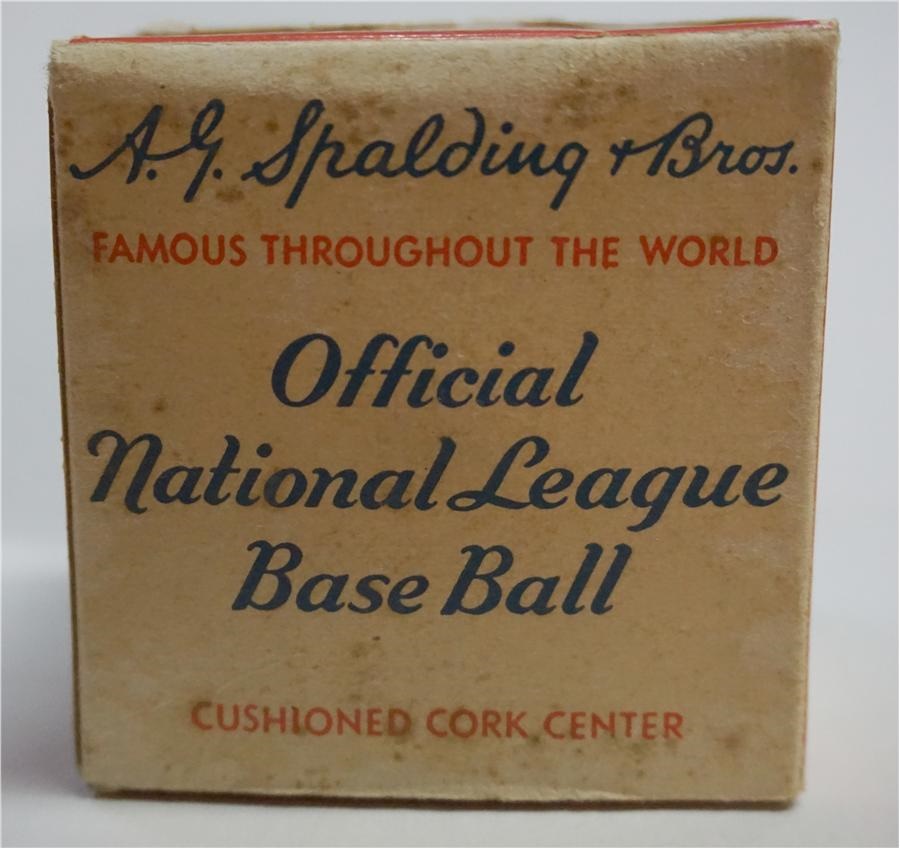 A.G. Spalding + Bros.
FAMOUS THROUGHOUT THE WORLD
Official
National League
Base Ball
CUSHIONED CORK CENTER